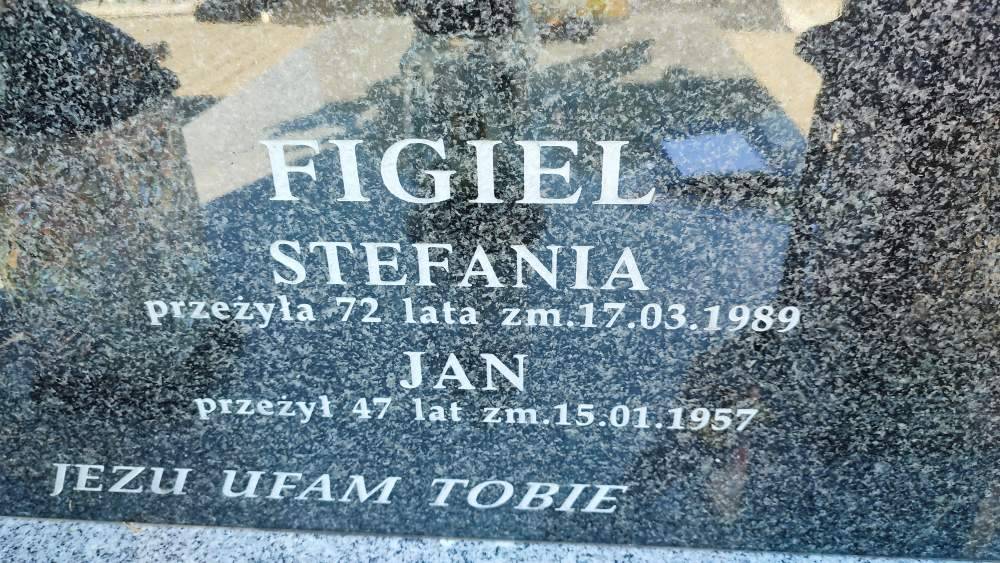 FIGIEL
STEFANIA
przeżyła 72 lata zm.17.03.1989
JAN
przeżył 47 lat zm.15.01.1957
JEZU UFAM TOBIE